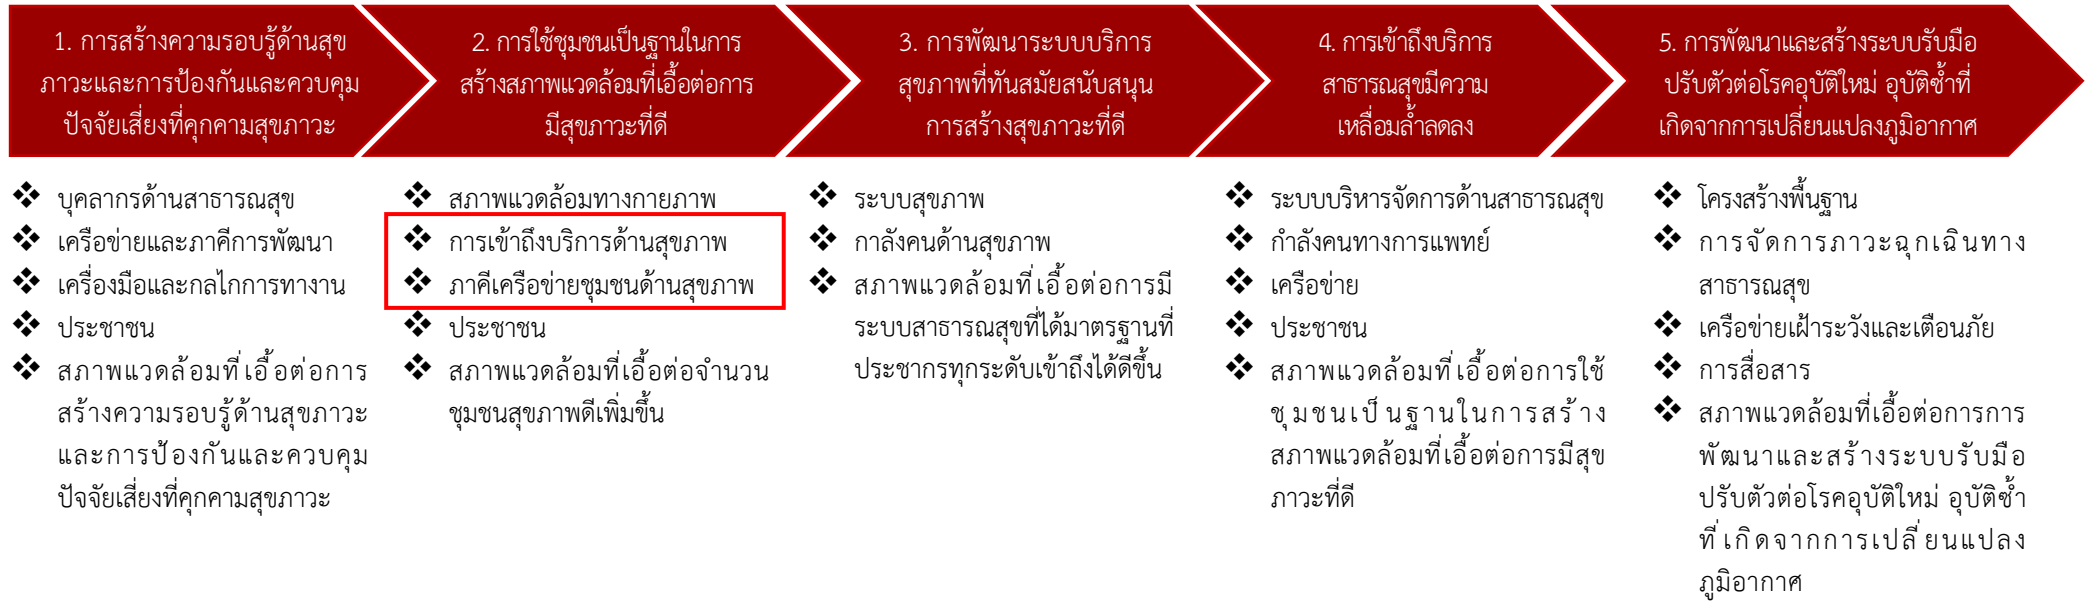 1. การสร้างความรอบรู้ด้านสุข
ภาวะและการป้องกันและควบคุม
ปัจจัยเสี่ยงที่คุกคามสุขภาวะ
2. การใช้ชุมชนเป็นฐานในการ
สร้างสภาพแวดล้อมที่เอื้อต่อการ
มีสุขภาวะที่ดี
3. การพัฒนาระบบบริการ
สุขภาพที่ทันสมัยสนับสนุน
การสร้างสุขภาวะที่ดี
4. การเข้าถึงบริการ
สาธารณสุขมีความ
เหลื่อมล้ำลดลง
5. การพัฒนาและสร้างระบบรับมือ
ปรับตัวต่อโรคอุบัติใหม่ อุบัติซ้ำที่
เกิดจากการเปลี่ยนแปลงภูมิอากาศ
❖ บุคลากรด้านสาธารณสุข
❖ เครือข่ายและภาคีการพัฒนา
❖ เครื่องมือและกลไกการทางาน
❖ ประชาชน
❖ สภาพแวดล้อมที่เอื้อต่อการ
สร้างความรอบรู้ด้านสุขภาวะ
และการป้องกันและควบคุม
ปัจจัยเสี่ยงที่คุกคามสุขภาวะ
❖ สภาพแวดล้อมทางกายภาพ
❖ การเข้าถึงบริการด้านสุขภาพ
❖ ภาคีเครือข่ายชุมชนด้านสุขภาพ
❖ ประชาชน
❖ สภาพแวดล้อมที่เอื้อต่อจำนวน
ชุมชนสุขภาพดีเพิ่มขึ้น
❖ ระบบสุขภาพ
❖ กาลังคนด้านสุขภาพ
❖ สภาพแวดล้อมที่เอื้อต่อการมี
ระบบสาธารณสุขที่ได้มาตรฐานที่
ประชากรทุกระดับเข้าถึงได้ดีขึ้น
❖ ระบบบริหารจัดการด้านสาธารณสุข
❖ กำลังคนทางการแพทย์
❖ เครือข่าย
❖ ประชาชน
❖ สภาพแวดล้อมที่เอื้อต่อการใช้
ชุมชนเป็นฐานในการสร้าง
สภาพแวดล้อมที่เอื้อต่อการมีสุข
ภาวะที่ดี
❖ โครงสร้างพื้นฐาน
❖ การจัดการภาวะฉุกเฉินทาง
สาธารณสุข
❖ เครือข่ายเฝ้าระวังและเตือนภัย
❖ การสื่อสาร
❖ สภาพแวดล้อมที่เอื้อต่อการการ
พัฒนาและสร้างระบบรับมือ
ปรับตัวต่อโรคอุบัติใหม่ อุบัติซ้ำ
ที่เกิดจากการเปลี่ยนแปลง
ภูมิอากาศ